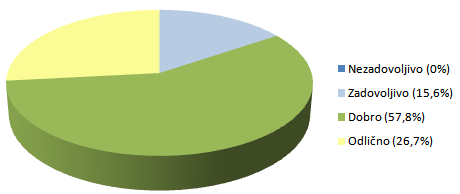 Nezadovoljivo (0%)
Zadovoljivo (15,6%)
Dobro (57,8%)
Odlično (26,7%)